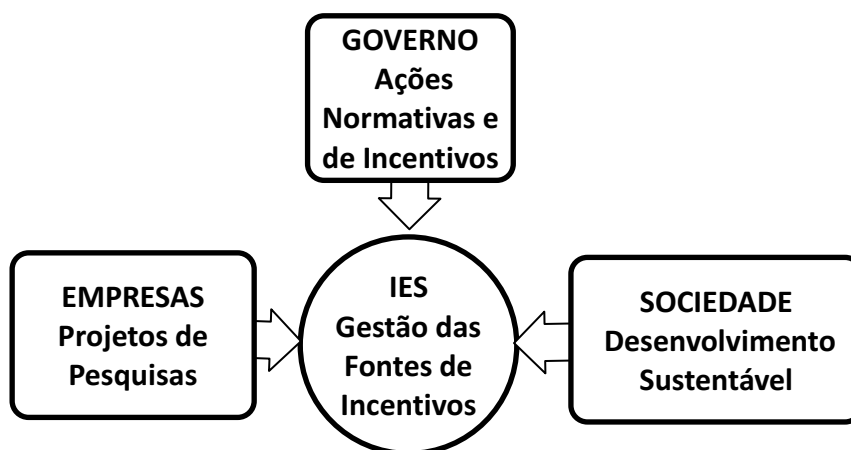 GOVERNO
Ações
Normativas e
de Incentivos
EMPRESAS
Projetos de
Pesquisas
IES
Gestão das
Fontes de
Incentivos
SOCIEDADE
Desenvolvimento
Sustentável